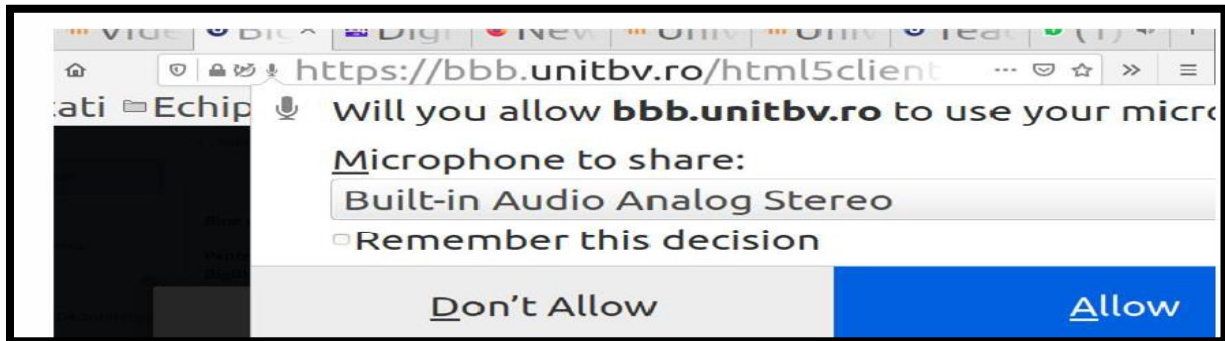 https://bbb.unitbv.ro/html5client
Echip
Will you allow bbb.unitbv.ro to use your micro
Microphone to share:
Built-in Audio Analog Stereo
Remember this decision
Don't Allow
Allow